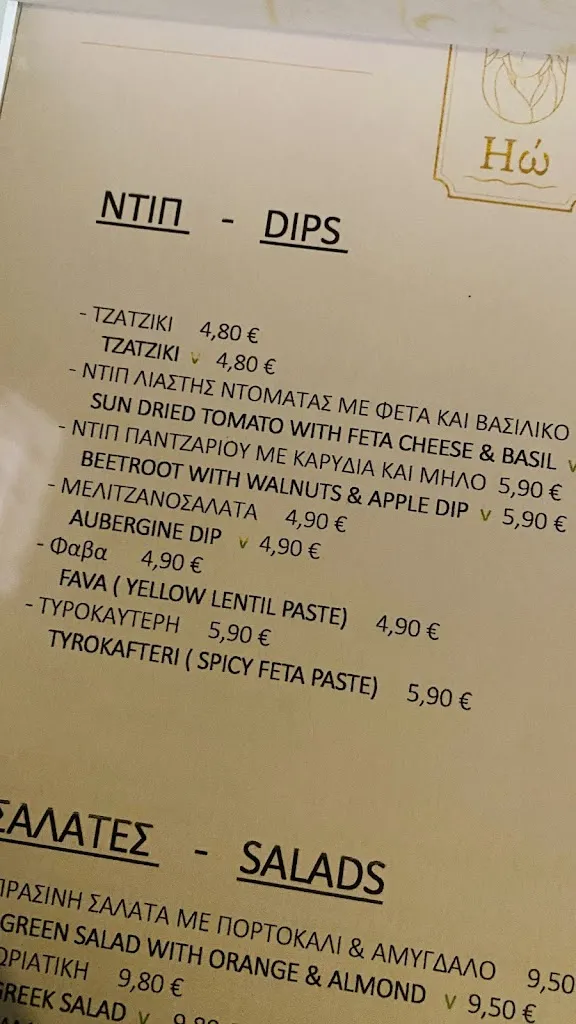 Ηώ
ΝΤΙΠ - DIPS
- ΤΖΑΤΖΙΚΙ 4,80 €
TZATZIKI v 4,80 €
- ΝΤΙΠ ΛΙΑΣΤΗΣ ΝΤΟΜΑΤΑΣ ΜΕ ΦΕΤΑ ΚΑΙ ΒΑΣΙΛΙΚΟ
SUN DRIED TOMATO WITH FETA CHEESE & BASIL v
- ΝΤΙΠ ΠΑΝΤΖΑΡΙΟΥ ΜΕ ΚΑΡΥΔΙΑ ΚΑΙ ΜΗΛΟ 5,90 €
BEETROOT WITH WALNUTS & APPLE DIP v 5,90 €
- ΜΕΛΙΤΖΑΝΟΣΑΛΑΤΑ 4,90 €
AUBERGINE DIP v 4,90 €
- Φαβα 4,90 €
FAVA ( YELLOW LENTIL PASTE) 4,90 €
- ΤΥΡΟΚΑΥΤΕΡΗ 5,90 €
TYROKAFTERI ( SPICY FETA PASTE) 5,90 €
ΣΑΛΑΤΕΣ - SALADS
ΠΡΑΣΙΝΗ ΣΑΛΑΤΑ ΜΕ ΠΟΡΤΟΚΑΛΙ & ΑΜΥΓΔΑΛΟ 9,50
GREEN SALAD WITH ORANGE & ALMOND v 9,50 €
ΩΡΙΑΤΙΚΗ 9,80 €
GREEK SALAD v